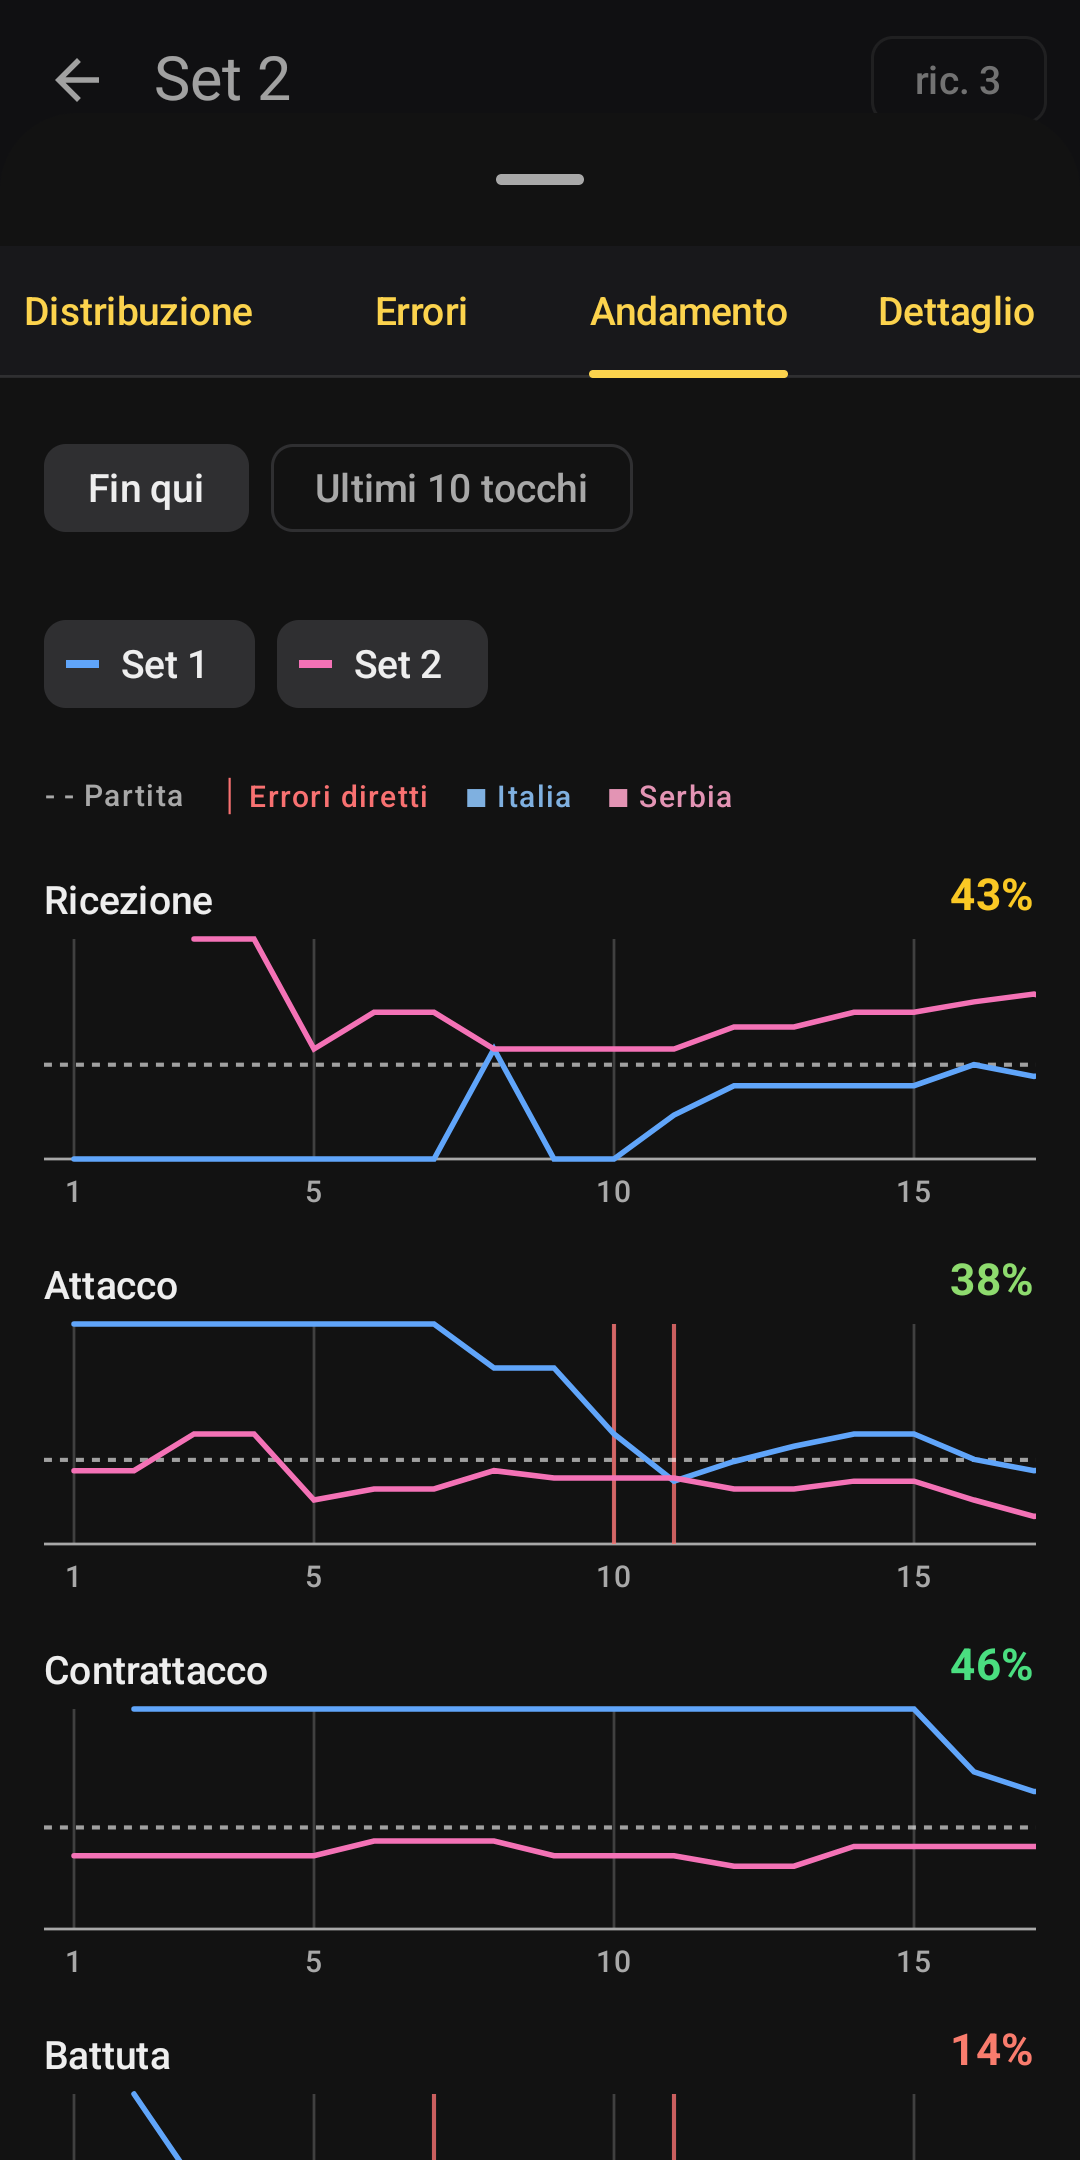 Set 2
ric. 3
Distribuzione Errori Andamento Dettaglio
Fin qui Ultimi 10 tocchi
Set 1 Set 2
-- Partita | Errori diretti Italia Serbia
Ricezione 43%
1 5 10 15
Attacco 38%
1 5 10 15
Contrattacco 46%
1 5 10 15
Battuta 14%